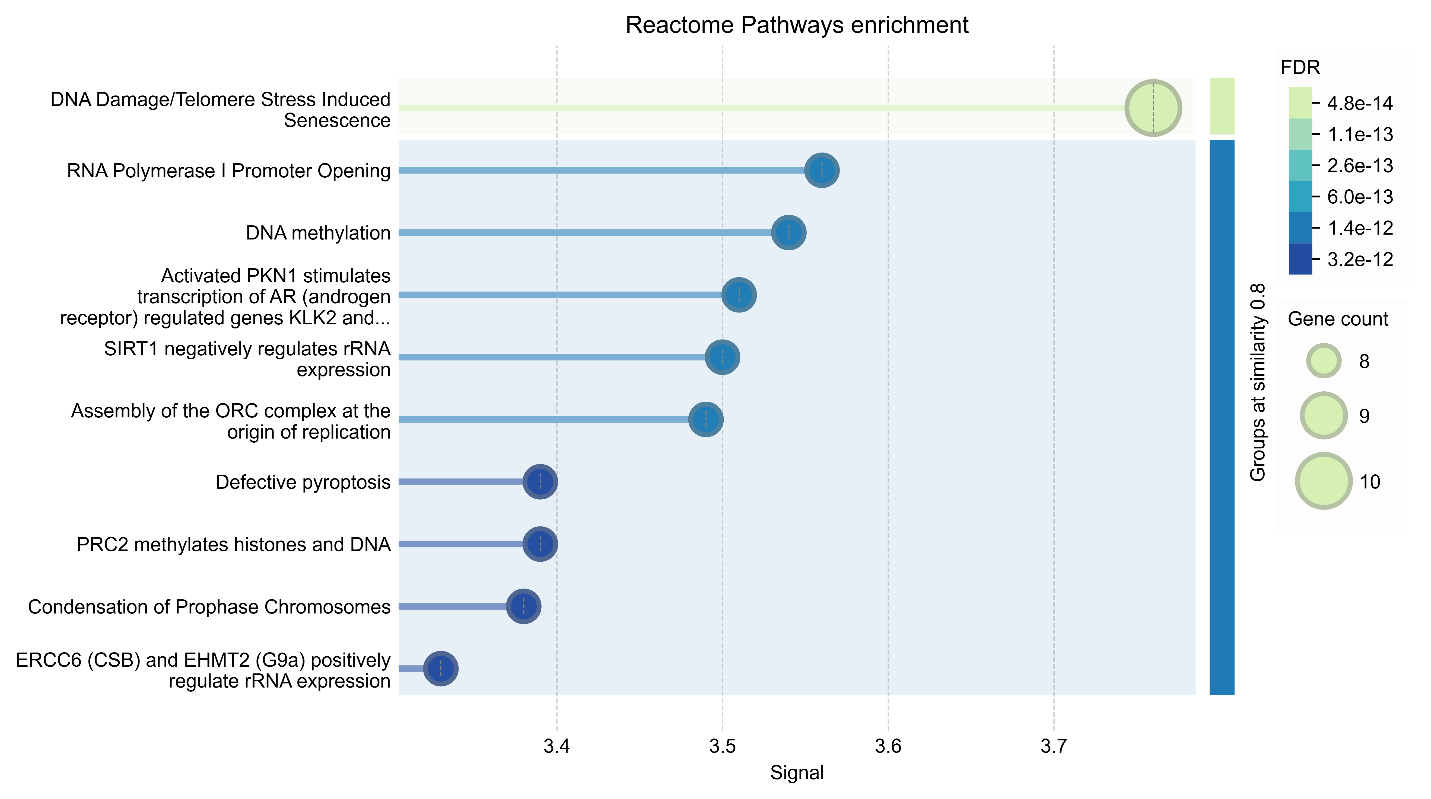 Reactome Pathways enrichment
DNA Damage/Telomere Stress Induced
Senescence
RNA Polymerase I Promoter Opening
DNA methylation
Activated PKN1 stimulates
transcription of AR (androgen
receptor) regulated genes KLK2 and...
SIRT1 negatively regulates rRNA
expression
Assembly of the ORC complex at the
origin of replication
Defective pyroptosis
PRC2 methylates histones and DNA
Condensation of Prophase Chromosomes
ERCC6 (CSB) and EHMT2 (G9a) positively
regulate rRNA expression
3.4
3.5
3.6
3.7
Signal
Groups at similarity 0.8
FDR
4.8e-14
1.1e-13
2.6e-13
6.0e-13
1.4e-12
3.2e-12
Gene count
8
9
10